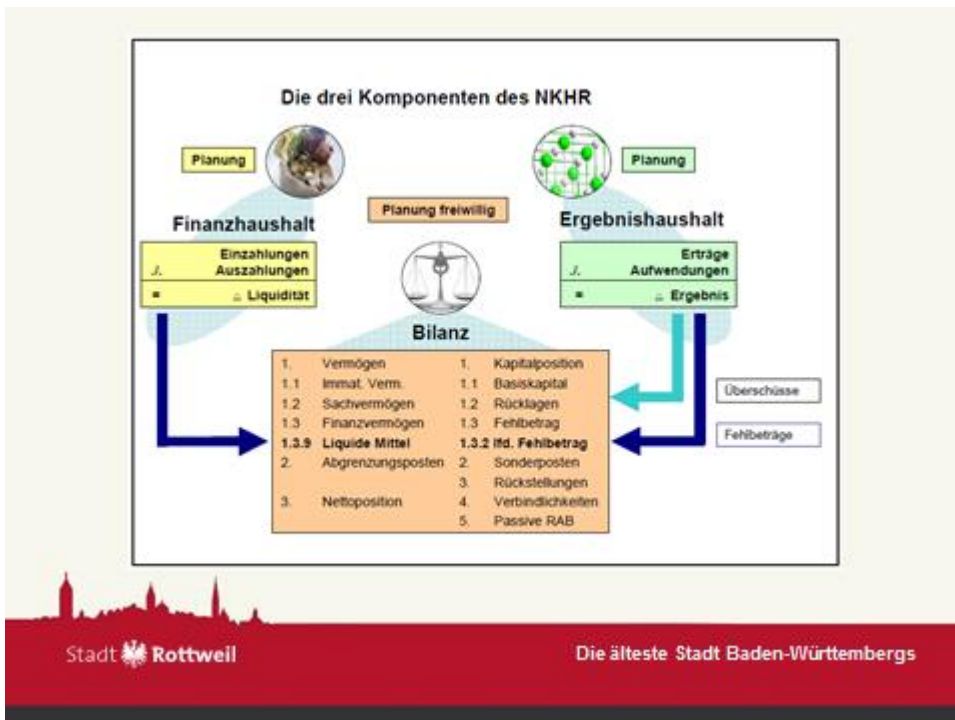 Die drei Komponenten des NKHR
Planung
Planung
Planung freiwillig
Finanzhaushalt
Einzahlungen
./. Auszahlungen
= △ Liquidität
Ergebnishaushalt
Erträge
./. Aufwendungen
= △ Ergebnis
Bilanz
1. Vermögen 1. Kapitalposition
1.1 Immat. Verm. 1.1 Basiskapital
1.2 Sachvermögen 1.2 Rücklagen
1.3 Finanzvermögen 1.3 Fehlbetrag
1.3.9 Liquide Mittel 1.3.2 lfd. Fehlbetrag
2. Abgrenzungsposten 2. Sonderposten
3. Rückstellungen
3. Nettoposition 4. Verbindlichkeiten
5. Passive RAB
Überschüsse
Fehlbeträge
Stadt Rottweil
Die älteste Stadt Baden-Württembergs